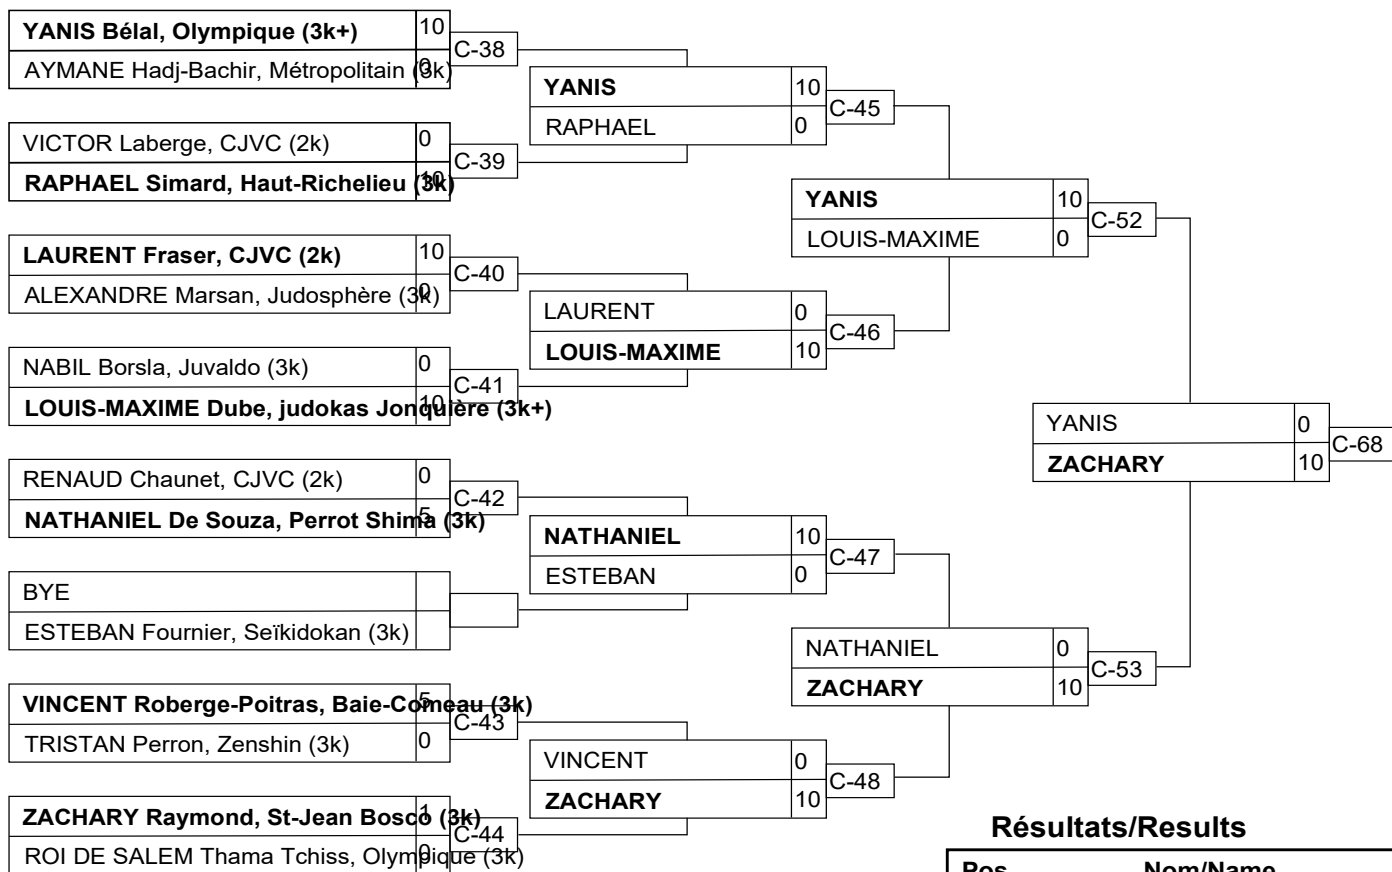 YANIS Bélal, Olympique (3k+) 10
AYMANE Hadj-Bachir, Métropolitain (3k) 0
C-38
VICTOR Laberge, CJVC (2k) 0
RAPHAEL Simard, Haut-Richelieu (3k) 10
C-39
LAURENT Fraser, CJVC (2k) 10
ALEXANDRE Marsan, Judosphère (3k) 0
C-40
NABIL Borsla, Juvaldo (3k) 0
LOUIS-MAXIME Dube, judokas Jonquière (3k+) 10
C-41
RENAUD Chaunet, CJVC (2k) 0
NATHANIEL De Souza, Perrot Shima (3k) 5
C-42
BYE
ESTEBAN Fournier, Seïkidokan (3k)
VINCENT Roberge-Poitras, Baie-Comeau (3k) 5
TRISTAN Perron, Zenshin (3k) 0
C-43
ZACHARY Raymond, St-Jean Bosco (3k) 1
ROI DE SALEM Thama Tchiss, Olympique (3k) 0
C-44
YANIS 10
RAPHAEL 0
C-45
LAURENT 0
LOUIS-MAXIME 10
C-46
NATHANIEL 10
ESTEBAN 0
C-47
VINCENT 0
ZACHARY 10
C-48
YANIS 10
LOUIS-MAXIME 0
C-52
NATHANIEL 0
ZACHARY 10
C-53
YANIS 0
ZACHARY 10
C-68
Résultats/Results
Pos Nom/Name